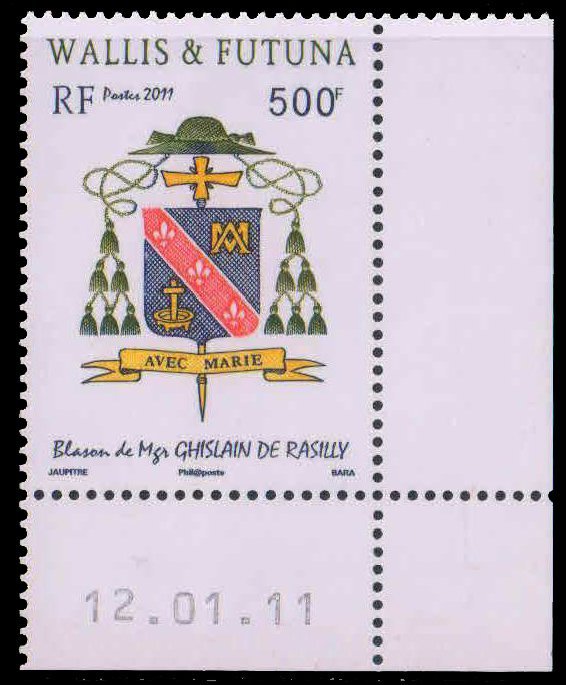 WALLIS & FUTUNA
RF Postes 2011 500F
AVEC MARIE
Blason de Mgr GHISLAIN DE RASILLY
JAUPITRE Phil@poste BARA
12.01.11